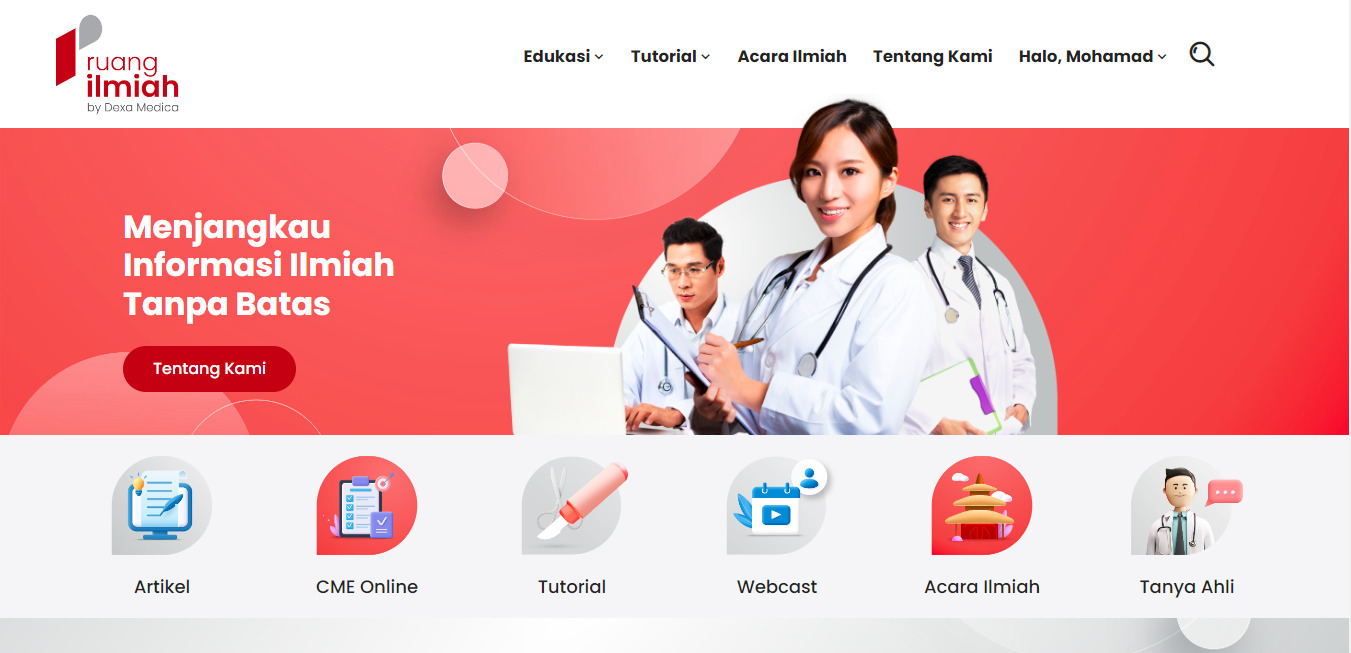 ruang
ilmiah
by Dexa Medica
Edukasi
Tutorial
Acara Ilmiah
Tentang Kami
Halo, Mohamad
Menjangkau
Informasi Ilmiah
Tanpa Batas
Tentang Kami
Artikel
CME Online
Tutorial
Webcast
Acara Ilmiah
Tanya Ahli